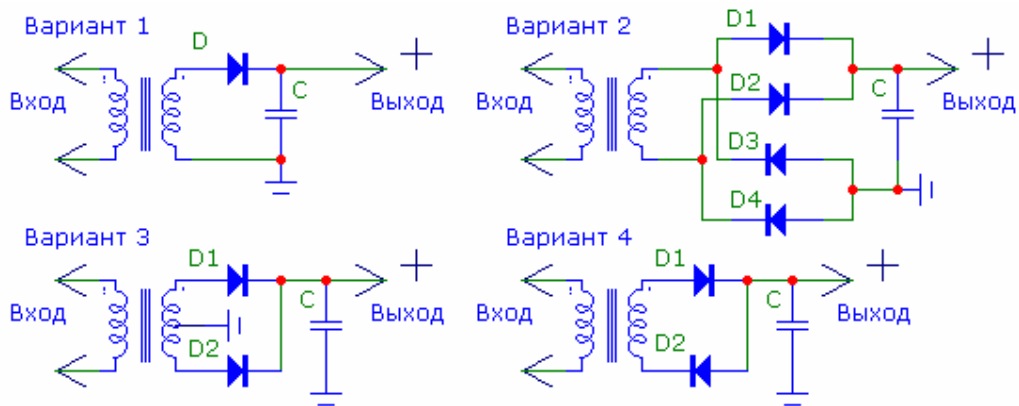 Вариант 1
D
+
Вход
C
Выход
Вариант 2
D1
+
Вход
D2
C
Выход
D3
D4
Вариант 3
D1
+
Вход
C
Выход
D2
Вариант 4
D1
+
Вход
C
Выход
D2